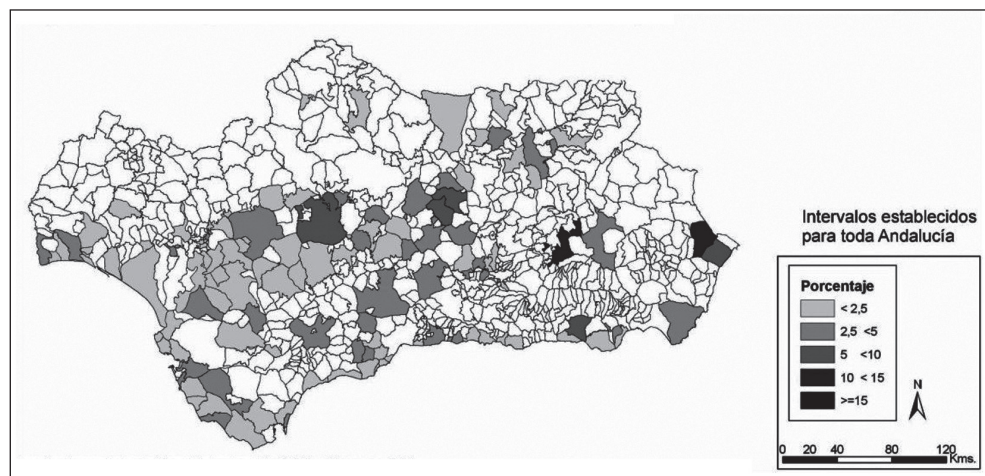 Intervalos establecidos
para toda Andalucía
Porcentaje
< 2,5
2,5 <5
5 <10
10 < 15
>=15
N
0 20 40 60 80 120
Kms.